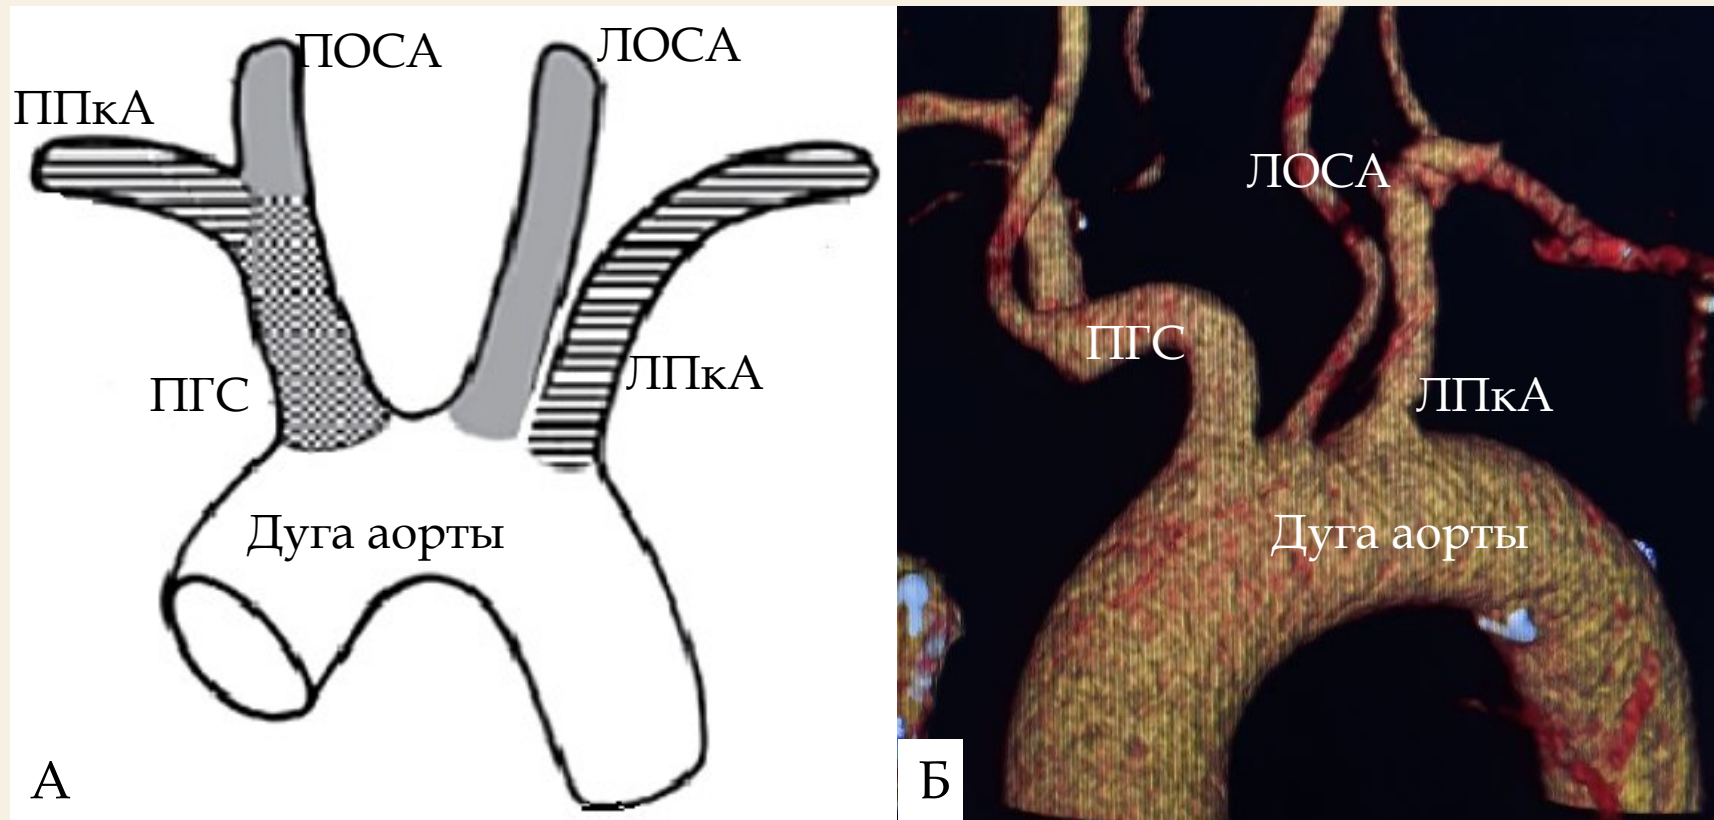 ПОСА
ЛОСА
ППкА
ПГС
ЛПкА
Дуга аорты
А
ЛОСА
ПГС
ЛПкА
Дуга аорты
Б